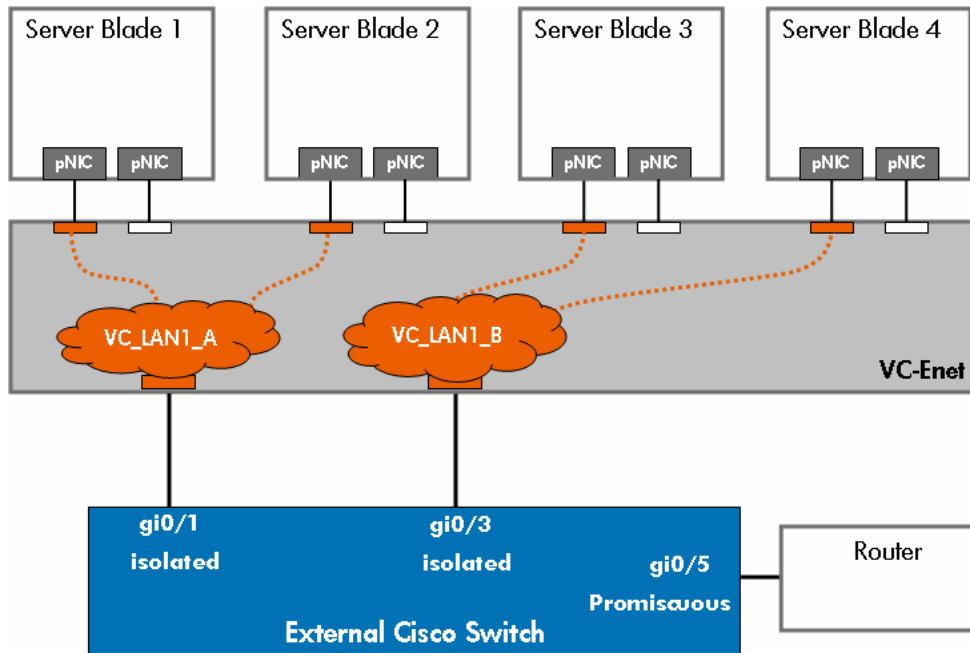 Server Blade 1
Server Blade 2
Server Blade 3
Server Blade 4
pNIC pNIC
pNIC pNIC
pNIC pNIC
pNIC pNIC
VC_LAN1_A
VC_LAN1_B
VC-Enet
gi0/1
isolated
gi0/3
isolated
gi0/5
Promiscuous
External Cisco Switch
Router